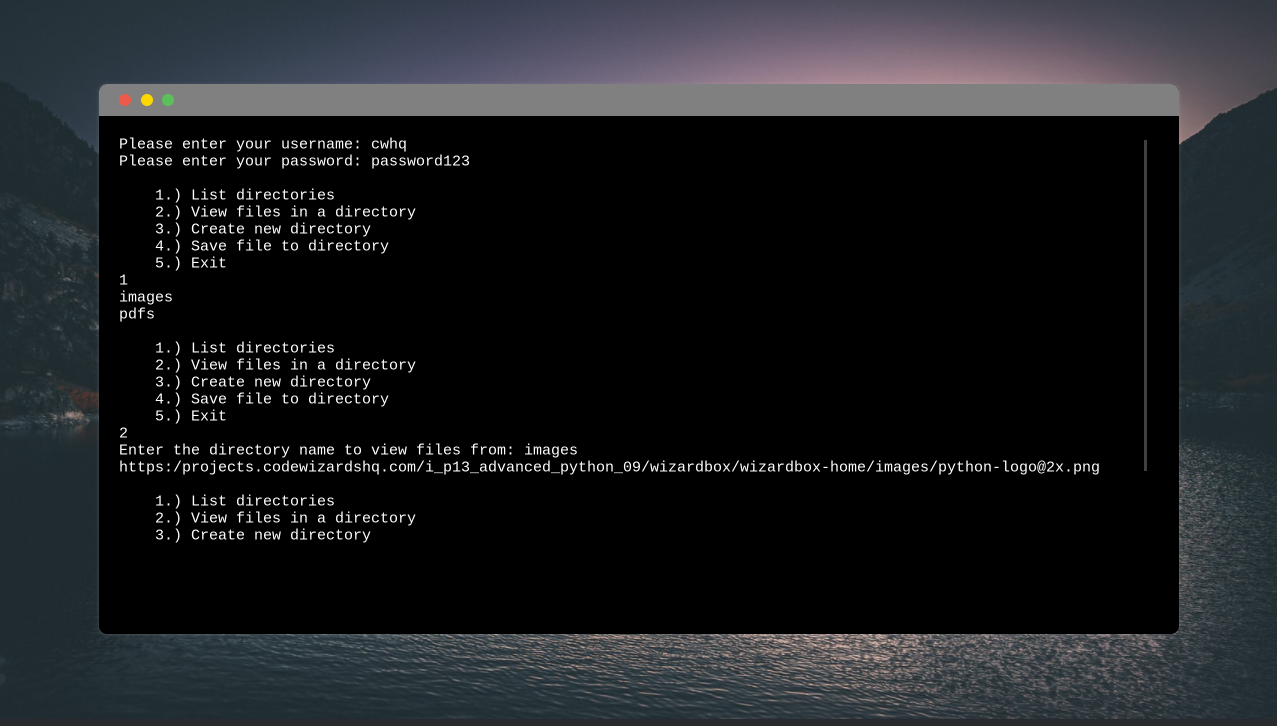 Please enter your username: cwhq
Please enter your password: password123
1.) List directories
2.) View files in a directory
3.) Create new directory
4.) Save file to directory
5.) Exit
1
images
pdfs
1.) List directories
2.) View files in a directory
3.) Create new directory
4.) Save file to directory
5.) Exit
2
Enter the directory name to view files from: images
https:/projects.codewizardshq.com/i_p13_advanced_python_09/wizardbox/wizardbox-home/images/python-logo@2x.png
1.) List directories
2.) View files in a directory
3.) Create new directory